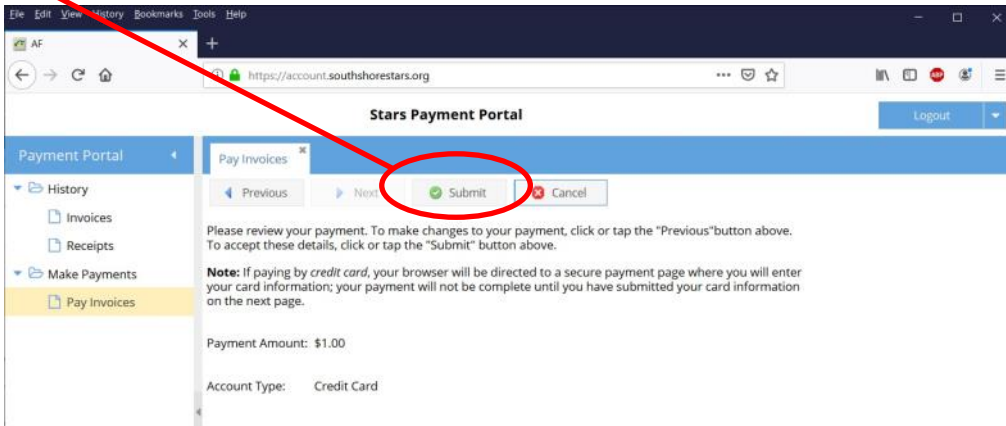 File Edit View History Bookmarks Tools Help
AF
https://account.southshorestars.org
Stars Payment Portal
Logout
Payment Portal
Pay Invoices
History
Previous
Next
Submit
Cancel
Invoices
Receipts
Make Payments
Pay Invoices
Please review your payment. To make changes to your payment, click or tap the "Previous"button above.
To accept these details, click or tap the "Submit" button above.
Note: If paying by credit card, your browser will be directed to a secure payment page where you will enter
your card information; your payment will not be complete until you have submitted your card information
on the next page.
Payment Amount: $1.00
Account Type: Credit Card
ABP